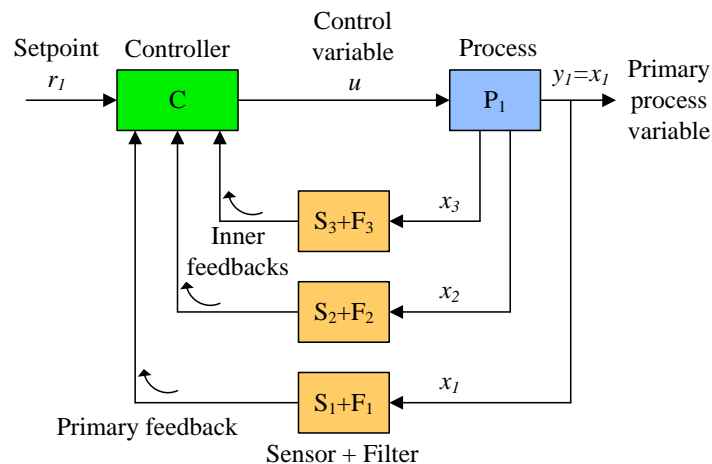 Setpoint
r₁
Controller
C
Control
variable
u
Process
P₁
y₁=x₁
Primary
process
variable
S₃+F₃
x₃
Inner
feedbacks
S₂+F₂
x₂
S₁+F₁
x₁
Primary feedback
Sensor + Filter